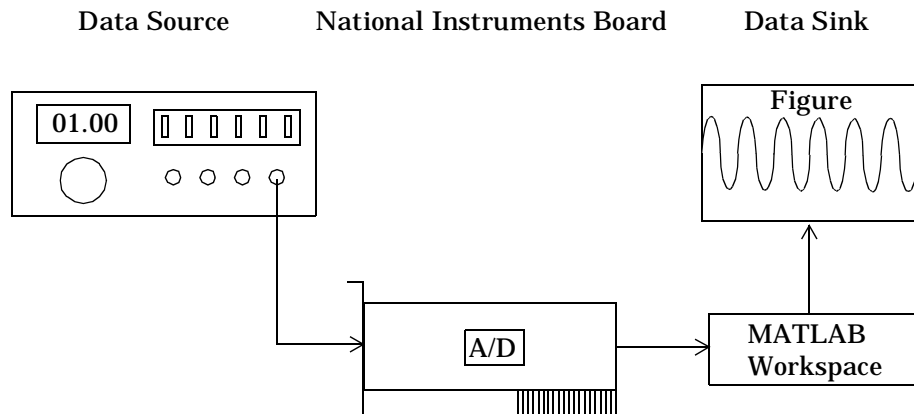 Data Source
National Instruments Board
Data Sink
01.00
Figure
A/D
MATLAB
Workspace